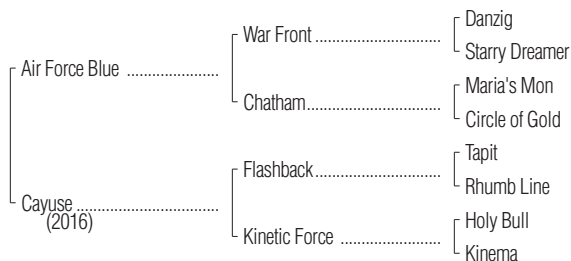 Danzig
War Front
Starry Dreamer
Air Force Blue
Maria's Mon
Chatham
Circle of Gold
Tapit
Flashback
Rhumb Line
Cayuse
(2016)
Holy Bull
Kinetic Force
Kinema